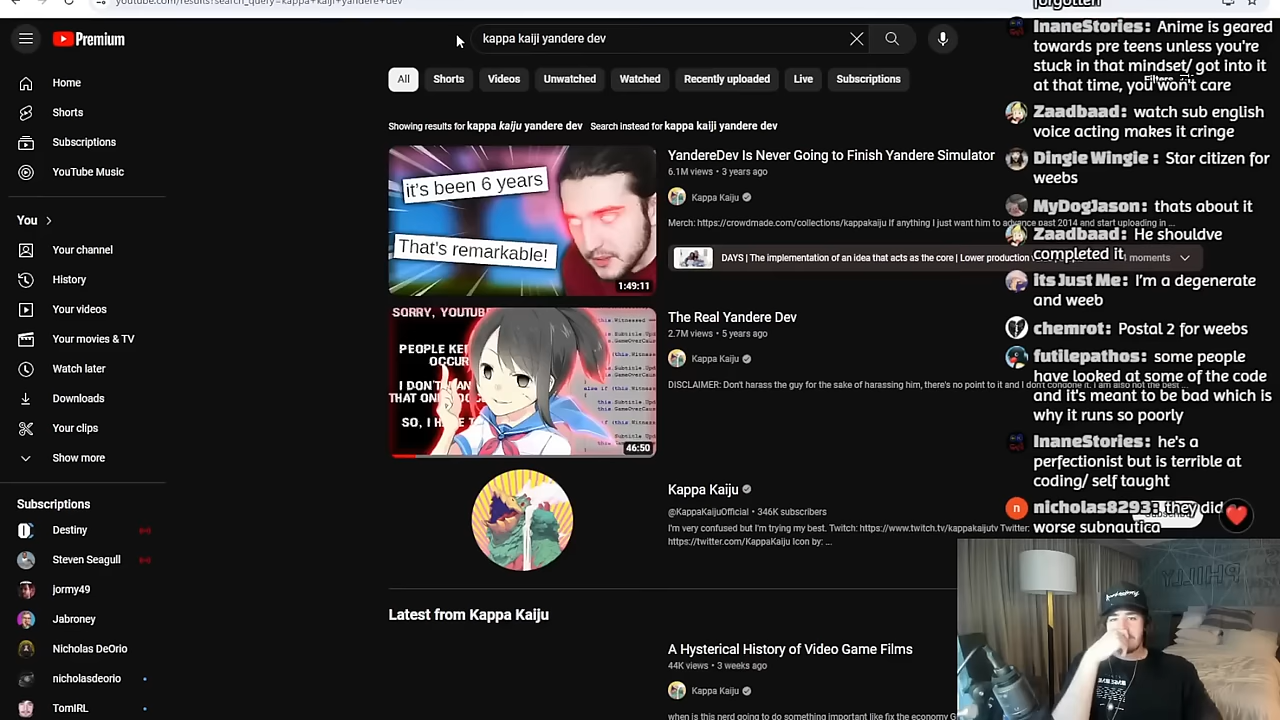 youtube.com/results?search_query=kappa+kaiji+yandere+dev
Premium
kappa kaiji yandere dev
All
Shorts
Videos
Unwatched
Watched
Recently uploaded
Live
Subscriptions
Filters
Home
Shorts
Subscriptions
YouTube Music
You
Your channel
History
Your videos
Your movies & TV
Watch later
Downloads
Your clips
Show more
Subscriptions
Destiny
Steven Seagull
jormy49
Jabroney
Nicholas DeOrio
nicholasdeorio
TomIRL
Showing results for kappa kaiju yandere dev
Search instead for kappa kaiji yandere dev
it's been 6 years
That's remarkable!
1:49:11
YandereDev Is Never Going to Finish Yandere Simulator
6.1M views • 3 years ago
Kappa Kaiju
Merch: https://crowdmade.com/collections/kappakaiju If anything I just want him to advance past 2014 and start uploading in ...
DAYS | The implementation of an idea that acts as the core | Lower production
moments
SORRY, YOUTUB
PEOPLE KE
OCCUR
I DON'T
THAT ON
SO, I
46:50
The Real Yandere Dev
2.7M views • 5 years ago
Kappa Kaiju
DISCLAIMER: Don't harass the guy for the sake of harassing him, there's no point to it and I don't condone it. I am also not the best ...
Kappa Kaiju
@KappaKaijuOfficial • 346K subscribers
I'm very confused but I'm trying my best. Twitch: https://www.twitch.tv/kappakaijutv Twitter:
https://twitter.com/KappaKaiju Icon by: ...
Latest from Kappa Kaiju
A Hysterical History of Video Game Films
44K views • 3 weeks ago
Kappa Kaiju
when is this nerd going to do something important like fix the economy
forgotten
InaneStories: Anime is geared
towards pre teens unless you're
stuck in that mindset/ got into it
at that time, you won't care
Zaadbaad: watch sub english
voice acting makes it cringe
Dingle Wingle : Star citizen for
weebs
MyDogJason: thats about it
Zaadbaad: He shouldve
completed it
its Just Me: I'm a degenerate
and weeb
chemrot: Postal 2 for weebs
futilepathos: some people
have looked at some of the code
and it's meant to be bad which is
why it runs so poorly
InaneStories: he's a
perfectionist but is terrible at
coding/ self taught
nicholas8293: they did
worse subnautica
PHILLY